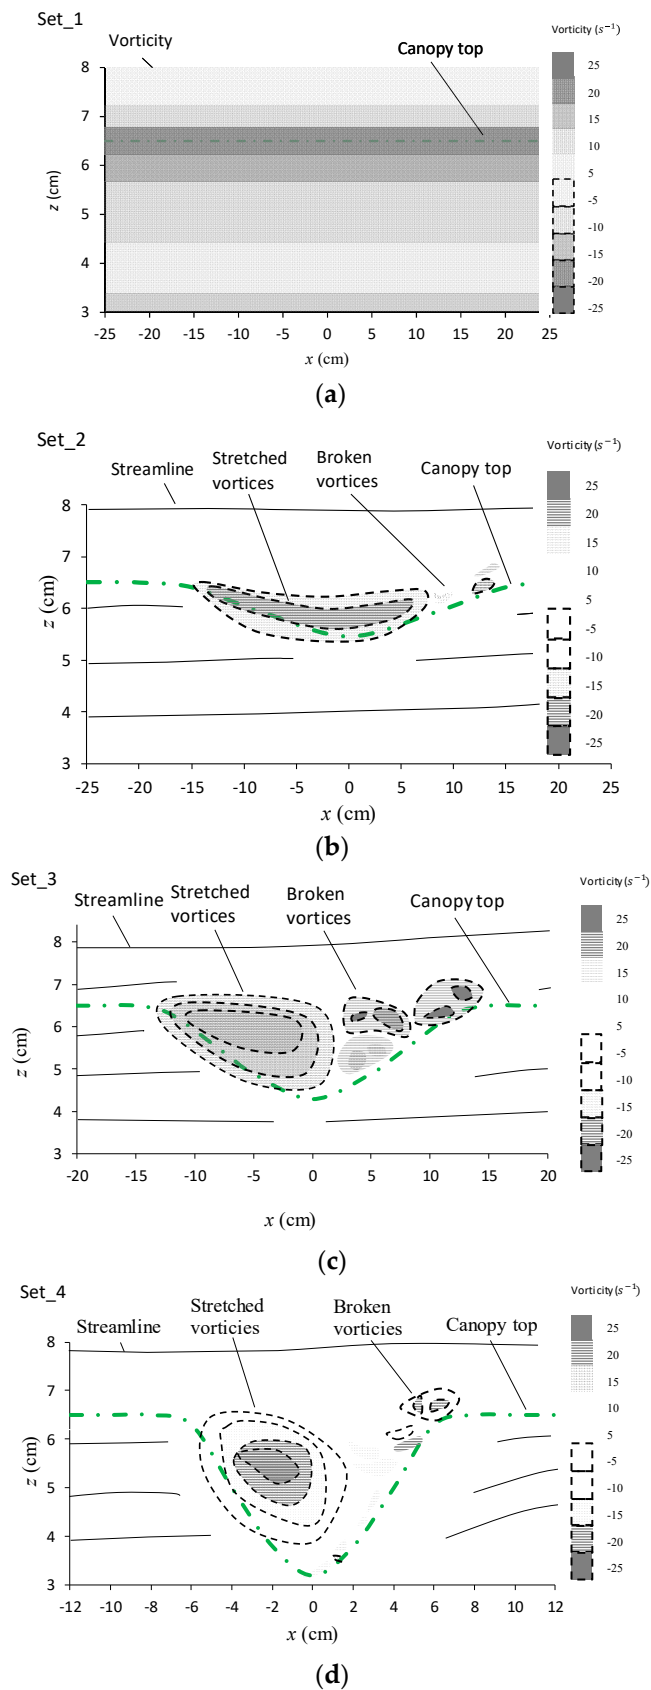 Set_1
Vorticity
Canopy top
Vorticity (s⁻¹)
25
20
15
10
5
-5
-10
-15
-20
-25
8
7
6
5
4
3
z (cm)
-25 -20 -15 -10 -5 0 5 10 15 20 25
x (cm)
(a)
Set_2
Streamline
Stretched
vortices
Broken
vortices
Canopy top
Vorticity (s⁻¹)
25
20
15
10
5
-5
-10
-15
-20
-25
8
7
6
5
4
3
z (cm)
-25 -20 -15 -10 -5 0 5 10 15 20 25
x (cm)
(b)
Set_3
Streamline
Stretched
vortices
Broken
vortices
Canopy top
Vorticity (s⁻¹)
25
20
15
10
5
-5
-10
-15
-20
-25
8
7
6
5
4
3
z (cm)
-20 -15 -10 -5 0 5 10 15 20
x (cm)
(c)
Set_4
Streamline
Stretched
vorticies
Broken
vorticies
Canopy top
Vorticity (s⁻¹)
25
20
15
10
5
-5
-10
-15
-20
-25
8
7
6
5
4
3
z (cm)
-12 -10 -8 -6 -4 -2 0 2 4 6 8 10 12
x (cm)
(d)